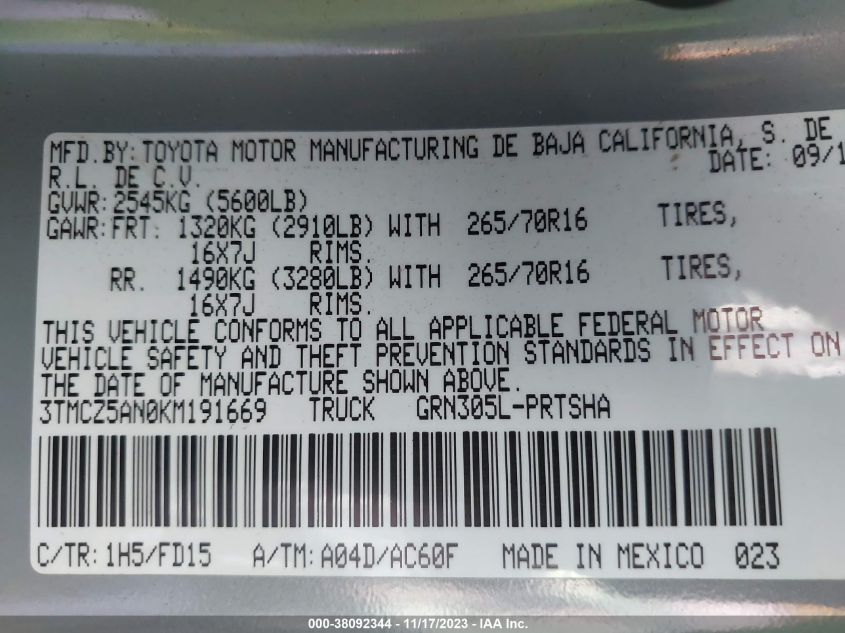 MFD.BY:TOYOTA MOTOR MANUFACTURING DE BAJA CALIFORNIA, S. DE
R.L. DE C.V. DATE: 09/1
GVWR:2545KG (5600LB)
GAWR:FRT: 1320KG (2910LB) WITH 265/70R16 TIRES,
16X7J RIMS.
RR. 1490KG (3280LB) WITH 265/70R16 TIRES,
16X7J RIMS.
THIS VEHICLE CONFORMS TO ALL APPLICABLE FEDERAL MOTOR
VEHICLE SAFETY AND THEFT PREVENTION STANDARDS IN EFFECT ON
THE DATE OF MANUFACTURE SHOWN ABOVE.
3TMCZ5AN0KM191669 TRUCK GRN305L-PRTSHA
C/TR:1H5/FD15 A/TM:A04D/AC60F MADE IN MEXICO 023
000-38092344 - 11/17/2023 - IAA Inc.